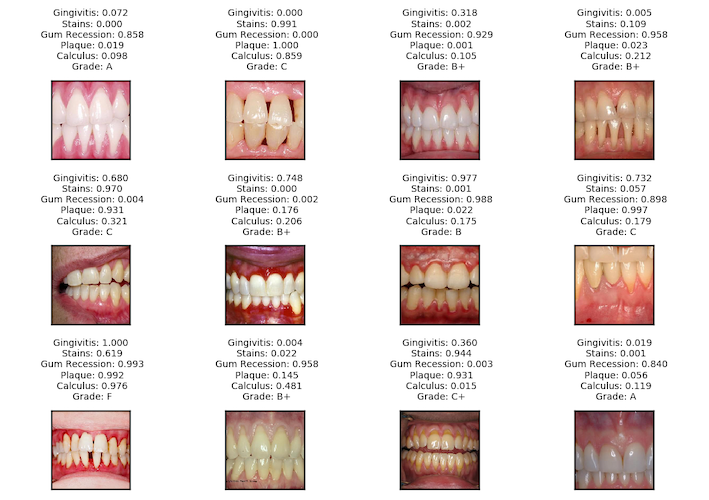 Gingivitis: 0.072
Stains: 0.000
Gum Recession: 0.858
Plaque: 0.019
Calculus: 0.098
Grade: A
Gingivitis: 0.000
Stains: 0.991
Gum Recession: 0.000
Plaque: 1.000
Calculus: 0.859
Grade: C
Gingivitis: 0.318
Stains: 0.002
Gum Recession: 0.929
Plaque: 0.001
Calculus: 0.105
Grade: B+
Gingivitis: 0.005
Stains: 0.109
Gum Recession: 0.958
Plaque: 0.023
Calculus: 0.212
Grade: B+
Gingivitis: 0.680
Stains: 0.970
Gum Recession: 0.004
Plaque: 0.931
Calculus: 0.321
Grade: C
Gingivitis: 0.748
Stains: 0.000
Gum Recession: 0.002
Plaque: 0.176
Calculus: 0.206
Grade: B+
Gingivitis: 0.977
Stains: 0.001
Gum Recession: 0.988
Plaque: 0.022
Calculus: 0.175
Grade: B
Gingivitis: 0.732
Stains: 0.057
Gum Recession: 0.898
Plaque: 0.997
Calculus: 0.179
Grade: C
Gingivitis: 1.000
Stains: 0.619
Gum Recession: 0.993
Plaque: 0.992
Calculus: 0.976
Grade: F
Gingivitis: 0.004
Stains: 0.022
Gum Recession: 0.958
Plaque: 0.145
Calculus: 0.481
Grade: B+
Gingivitis: 0.360
Stains: 0.944
Gum Recession: 0.003
Plaque: 0.931
Calculus: 0.015
Grade: C+
Gingivitis: 0.019
Stains: 0.001
Gum Recession: 0.840
Plaque: 0.056
Calculus: 0.119
Grade: A